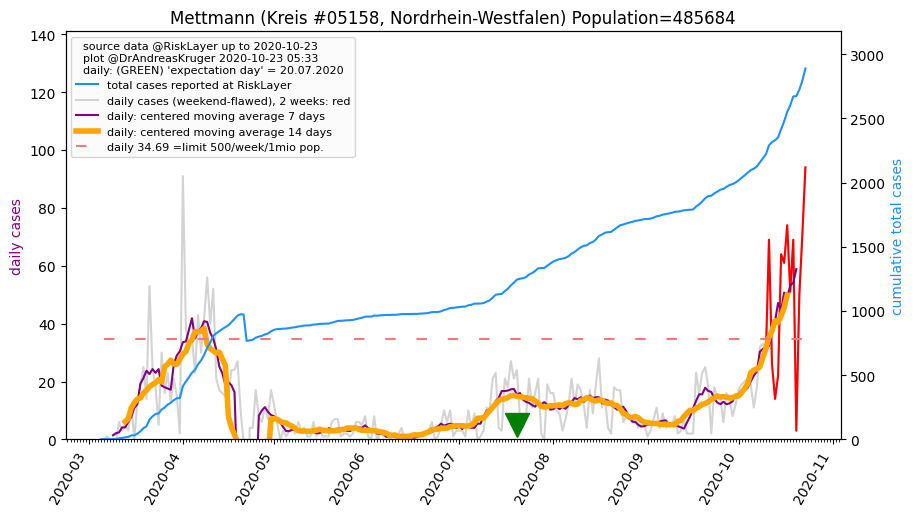 Mettmann (Kreis #05158, Nordrhein-Westfalen) Population=485684
source data @RiskLayer up to 2020-10-23
plot @DrAndreasKruger 2020-10-23 05:33
daily: (GREEN) 'expectation day' = 20.07.2020
total cases reported at RiskLayer
daily cases (weekend-flawed), 2 weeks: red
daily: centered moving average 7 days
daily: centered moving average 14 days
daily 34.69 =limit 500/week/1mio pop.
daily cases
140
120
100
80
60
40
20
0
cumulative total cases
3000
2500
2000
1500
1000
500
0
2020-03
2020-04
2020-05
2020-06
2020-07
2020-08
2020-09
2020-10
2020-11